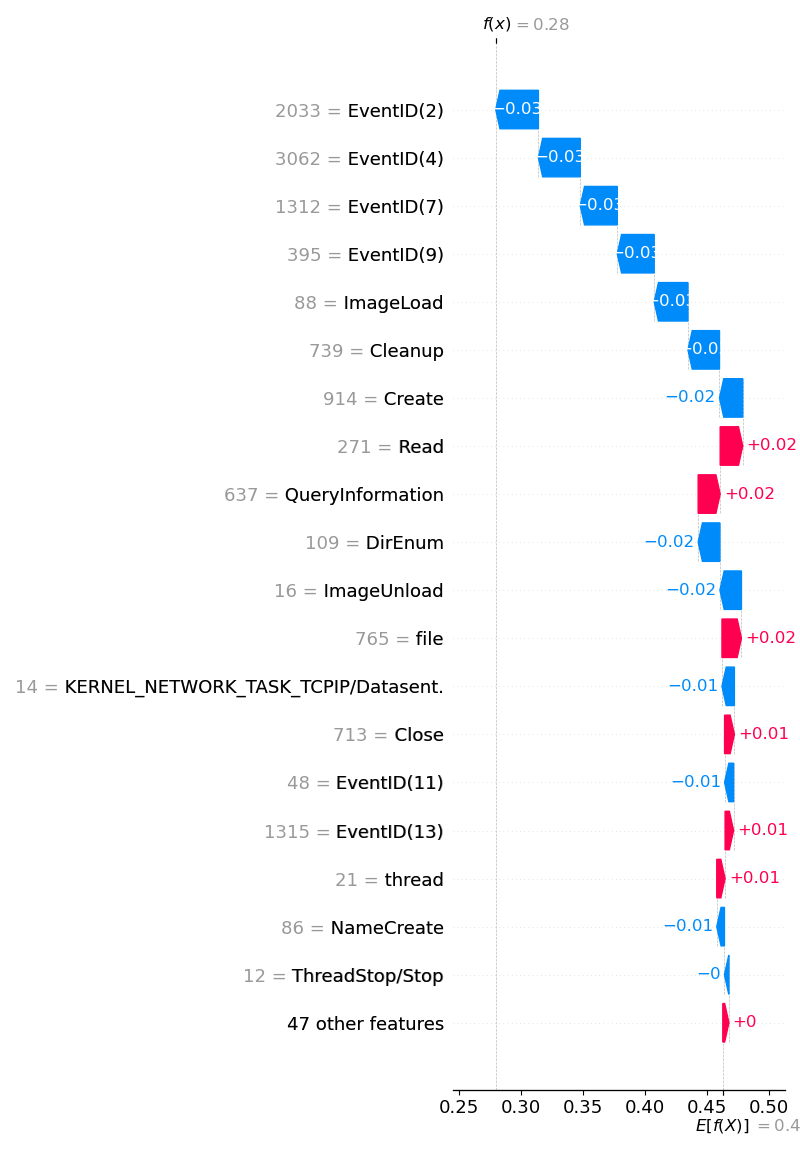 f(x) = 0.28
2033 = EventID(2) −0.03
3062 = EventID(4) −0.03
1312 = EventID(7) −0.03
395 = EventID(9) −0.03
88 = ImageLoad −0.03
739 = Cleanup −0.0
914 = Create −0.02
271 = Read +0.02
637 = QueryInformation +0.02
109 = DirEnum −0.02
16 = ImageUnload −0.02
765 = file +0.02
14 = KERNEL_NETWORK_TASK_TCPIP/Datasent. −0.01
713 = Close +0.01
48 = EventID(11) −0.01
1315 = EventID(13) +0.01
21 = thread +0.01
86 = NameCreate −0.01
12 = ThreadStop/Stop −0
47 other features +0
0.25 0.30 0.35 0.40 0.45 0.50
E[f(X)] = 0.4